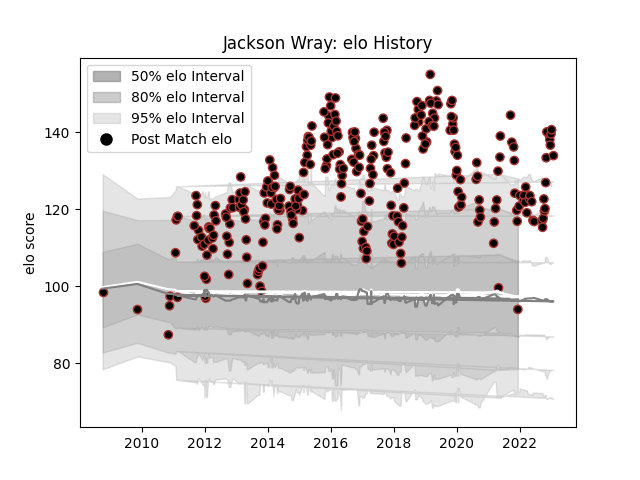 Jackson Wray: elo History
50% elo Interval
80% elo Interval
95% elo Interval
Post Match elo
elo score
140
120
100
80
2010 2012 2014 2016 2018 2020 2022